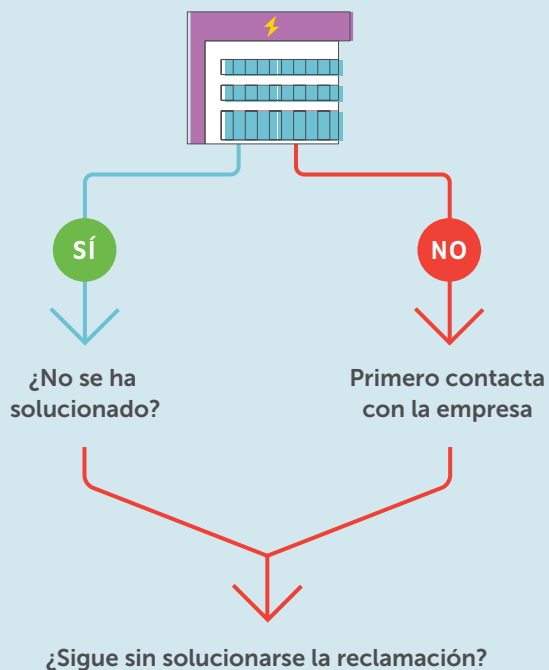 SÍ
NO
¿No se ha
solucionado?
Primero contacta
con la empresa
¿Sigue sin solucionarse la reclamación?